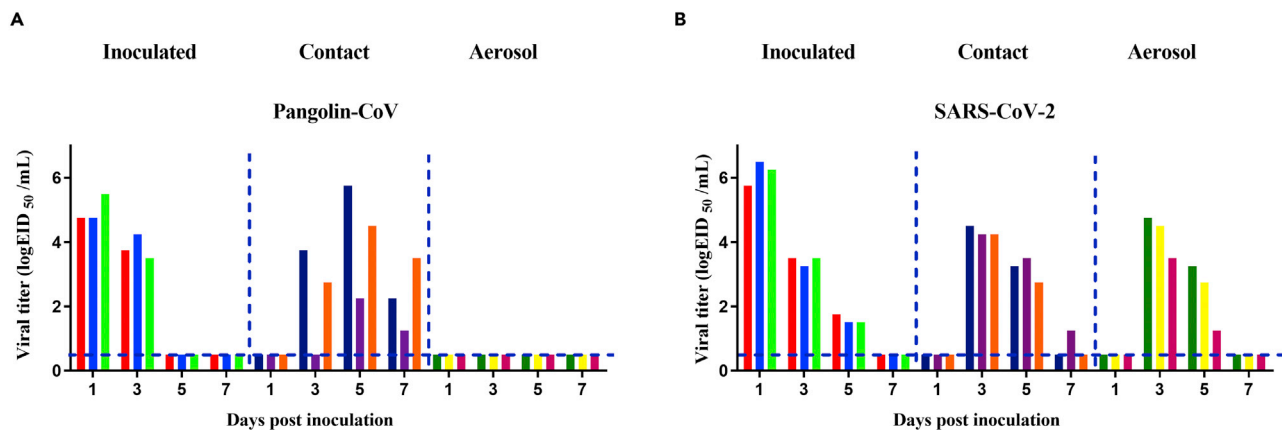 A
Inoculated Contact Aerosol
Pangolin-CoV
Viral titer (logEID 50 /mL)
6
4
2
0
1 3 5 7 1 3 5 7 1 3 5 7
Days post inoculation
B
Inoculated Contact Aerosol
SARS-CoV-2
Viral titer (logEID 50 /mL)
6
4
2
0
1 3 5 7 1 3 5 7 1 3 5 7
Days post inoculation